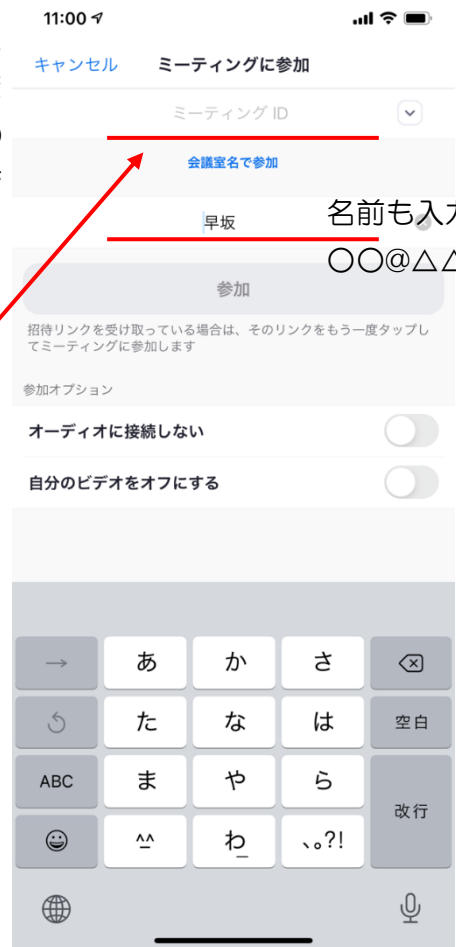 11:00
キャンセル ミーティングに参加
ミーティング ID
会議室名で参加
早坂
名前も入力
〇〇@△△
参加
招待リンクを受け取っている場合は、そのリンクをもう一度タップし
てミーティングに参加します
参加オプション
オーディオに接続しない
自分のビデオをオフにする
→ あ か さ
た な は 空白
ABC ま や ら 改行
^^ わ_ 、。?!